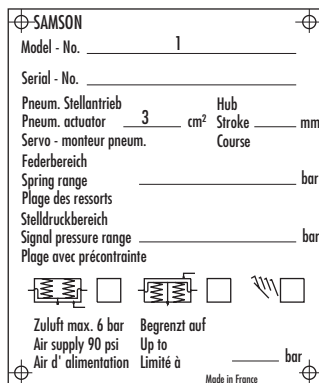 SAMSON
Model - No. 1
Serial - No.
Pneum. Stellantrieb Hub
Pneum. actuator 3 cm² Stroke mm
Servo - monteur pneum. Course
Federbereich
Spring range bar
Plage des ressorts
Stelldruckbereich
Signal pressure range bar
Plage avec précontrainte
Zuluft max. 6 bar Begrenzt auf
Air supply 90 psi Up to
Air d' alimentation Limité à bar
Made in France